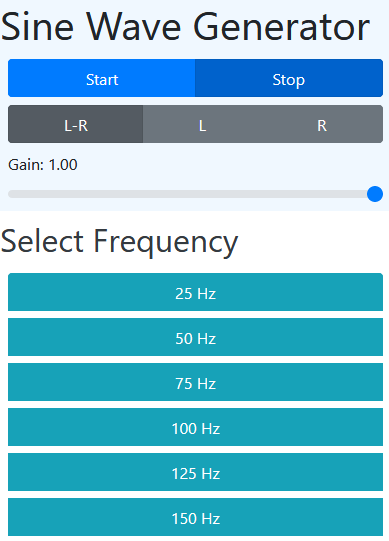 Sine Wave Generator
Start Stop
L-R L R
Gain: 1.00
Select Frequency
25 Hz
50 Hz
75 Hz
100 Hz
125 Hz
150 Hz